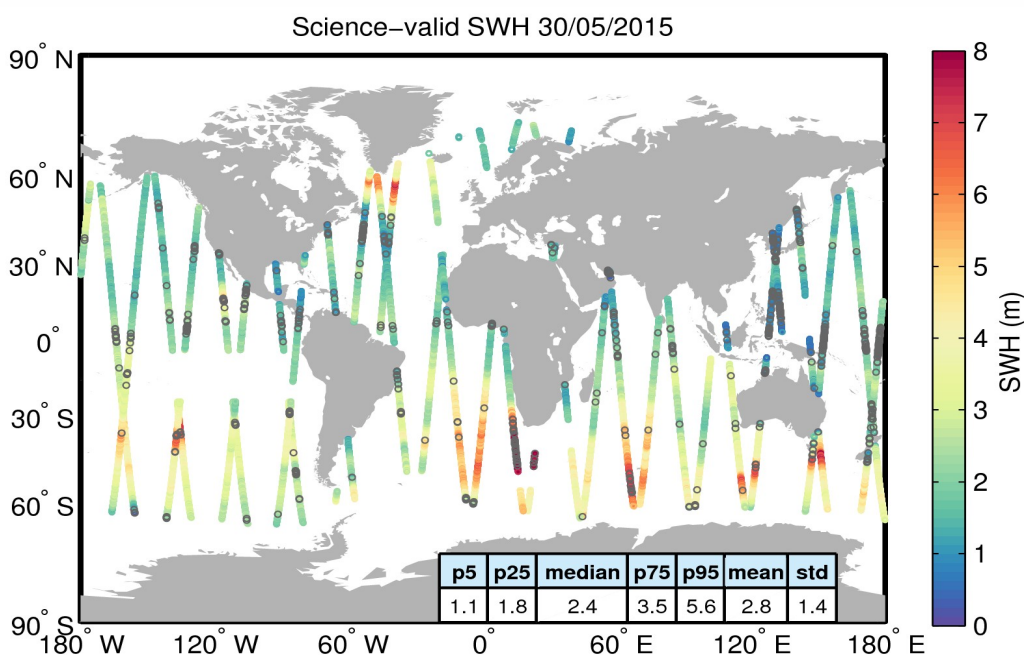 Science−valid SWH 30/05/2015
90° N
60° N
30° N
0°
30° S
60° S
90° S
180° W
120° W
60° W
0°
60° E
120° E
180° E
p5 p25 median p75 p95 mean std
1.1 1.8 2.4 3.5 5.6 2.8 1.4
8
7
6
5
4
3
2
1
0
SWH (m)